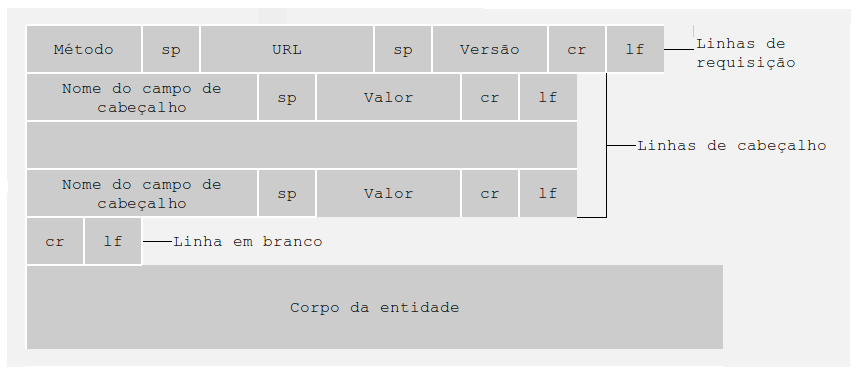 Método sp URL sp Versão cr lf Linhas de
requisição
Nome do campo de
cabeçalho sp Valor cr lf
Linhas de cabeçalho
Nome do campo de
cabeçalho sp Valor cr lf
cr lf Linha em branco
Corpo da entidade